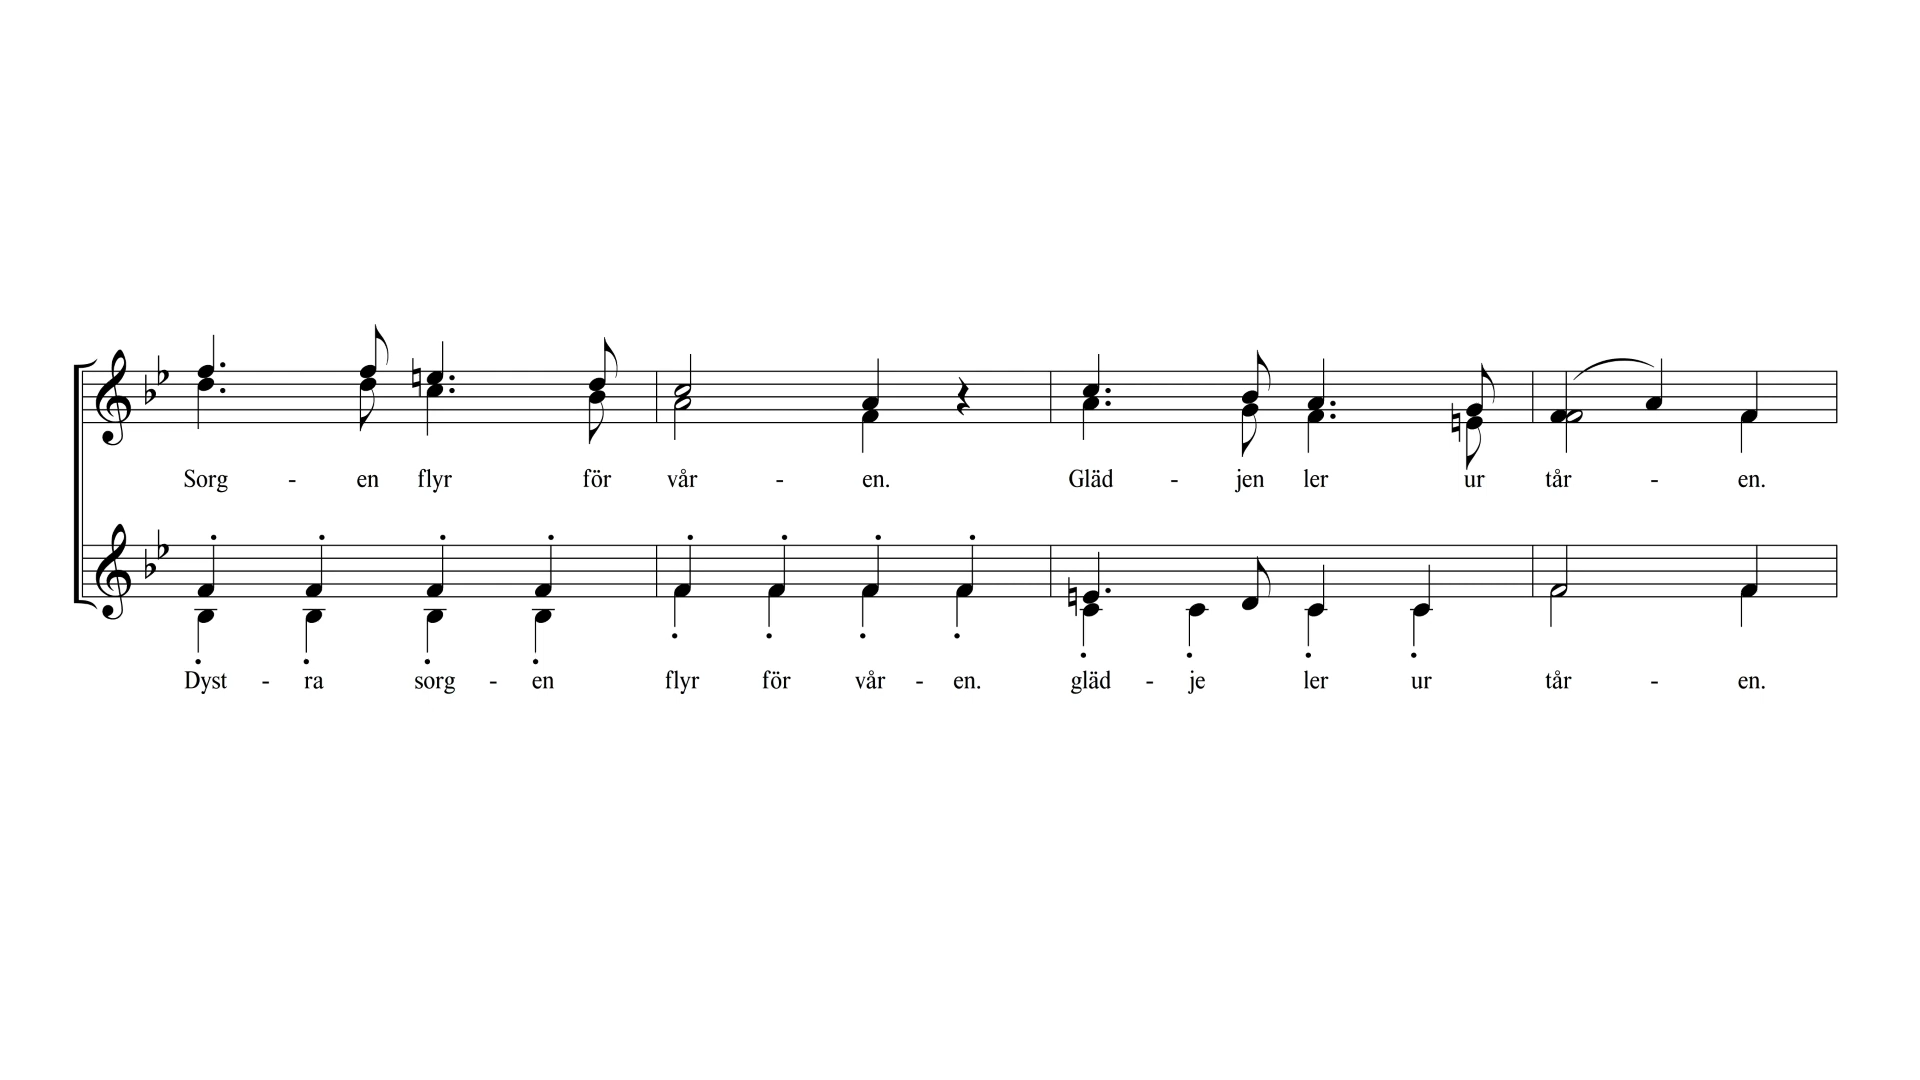 Sorg - en flyr för vår - en. Gläd - jen ler ur tår - en.
Dyst - ra sorg - en flyr för vår - en. gläd - je ler ur tår - en.